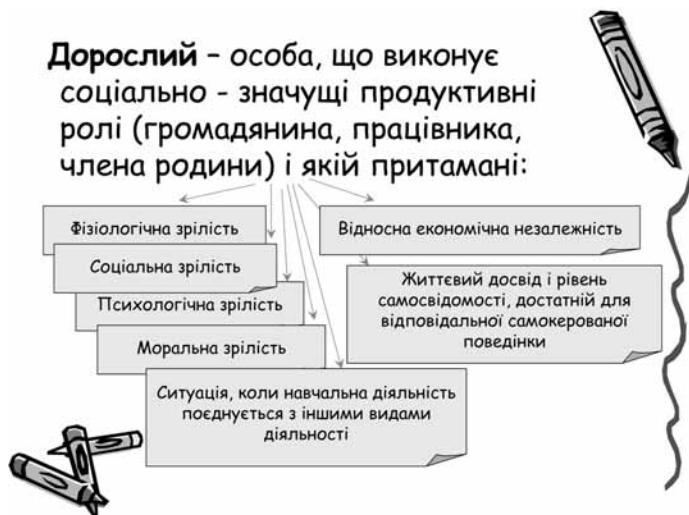 Дорослий – особа, що виконує
соціально - значущі продуктивні
ролі (громадянина, працівника,
члена родини) і якій притамані:
Фізіологічна зрілість
Соціальна зрілість
Психологічна зрілість
Моральна зрілість
Ситуація, коли навчальна діяльність
поєднується з іншими видами
діяльності
Відносна економічна незалежність
Життєвий досвід і рівень
самосвідомості, достатній для
відповідальної самокерованої
поведінки